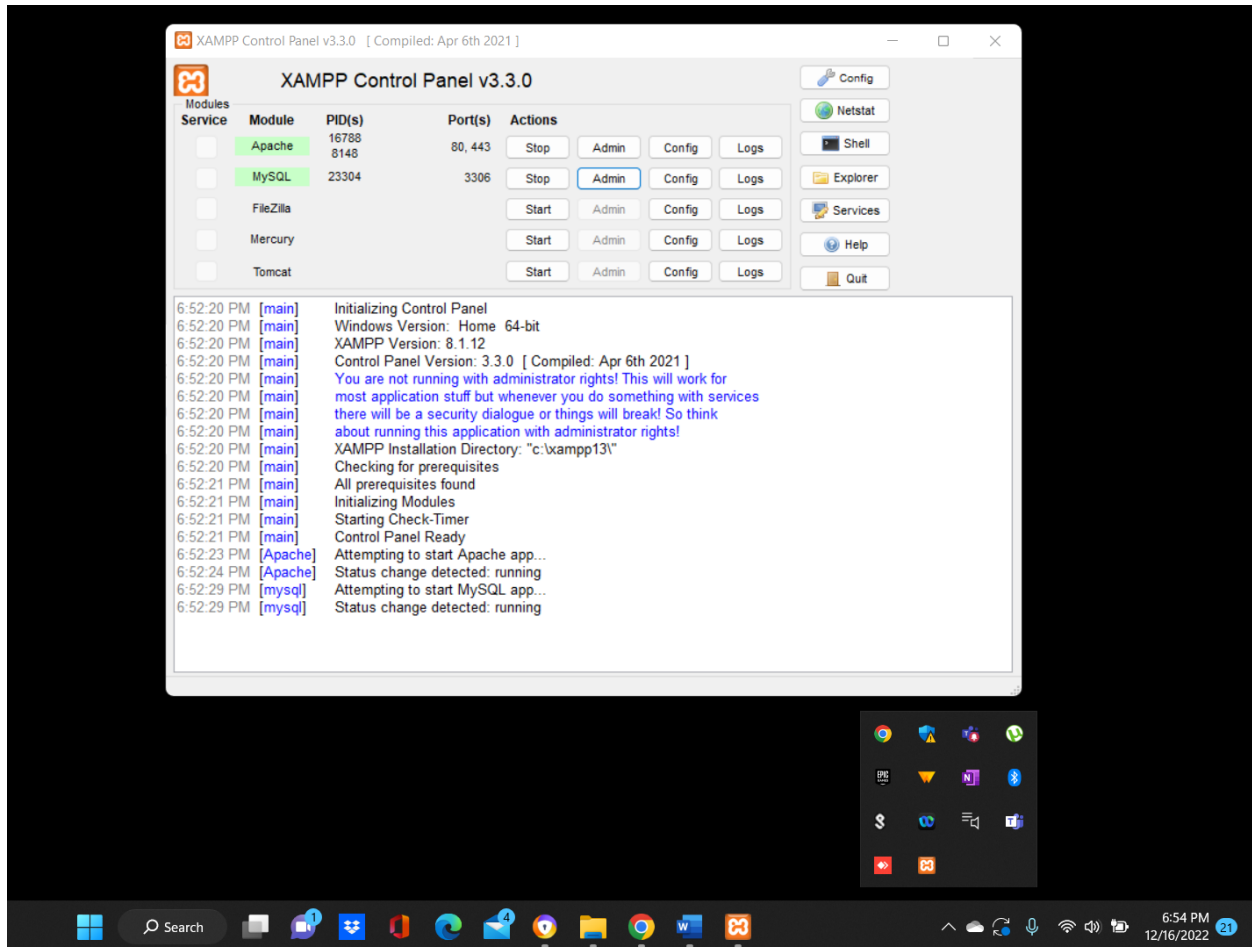 XAMPP Control Panel v3.3.0 [ Compiled: Apr 6th 2021 ]
XAMPP Control Panel v3.3.0
Config
Modules
Netstat
Service Module PID(s) Port(s) Actions
Apache 16788 8148 80, 443 Stop Admin Config Logs
Shell
MySQL 23304 3306 Stop Admin Config Logs
Explorer
FileZilla Start Admin Config Logs
Services
Mercury Start Admin Config Logs
Help
Tomcat Start Admin Config Logs
Quit
6:52:20 PM [main] Initializing Control Panel
6:52:20 PM [main] Windows Version: Home 64-bit
6:52:20 PM [main] XAMPP Version: 8.1.12
6:52:20 PM [main] Control Panel Version: 3.3.0 [ Compiled: Apr 6th 2021 ]
6:52:20 PM [main] You are not running with administrator rights! This will work for
6:52:20 PM [main] most application stuff but whenever you do something with services
6:52:20 PM [main] there will be a security dialogue or things will break! So think
6:52:20 PM [main] about running this application with administrator rights!
6:52:20 PM [main] XAMPP Installation Directory: "c:\xampp13\"
6:52:20 PM [main] Checking for prerequisites
6:52:21 PM [main] All prerequisites found
6:52:21 PM [main] Initializing Modules
6:52:21 PM [main] Starting Check-Timer
6:52:21 PM [main] Control Panel Ready
6:52:23 PM [Apache] Attempting to start Apache app...
6:52:24 PM [Apache] Status change detected: running
6:52:29 PM [mysql] Attempting to start MySQL app...
6:52:29 PM [mysql] Status change detected: running
EPIC
Search
1
4
6:54 PM
12/16/2022
21